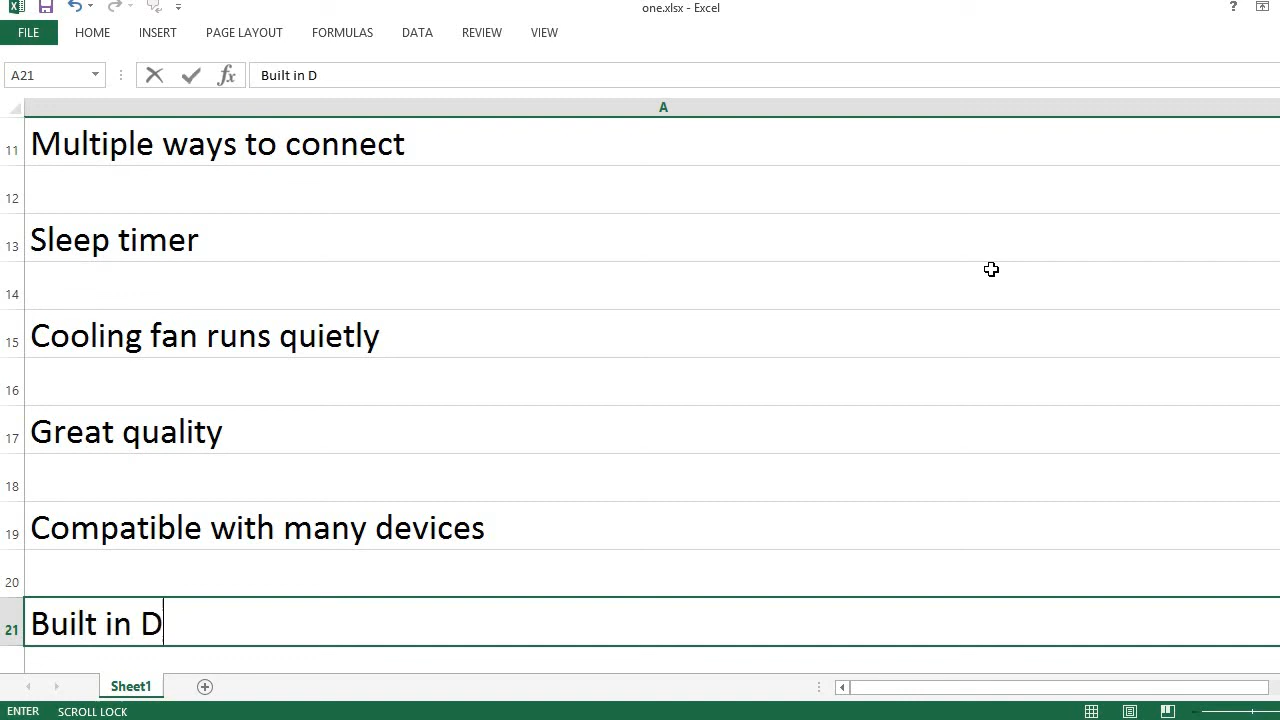 one.xlsx - Excel
?
FILE HOME INSERT PAGE LAYOUT FORMULAS DATA REVIEW VIEW
A21 fx Built in D
A
11 Multiple ways to connect
12
13 Sleep timer
14
15 Cooling fan runs quietly
16
17 Great quality
18
19 Compatible with many devices
20
21 Built in D
Sheet1
ENTER SCROLL LOCK